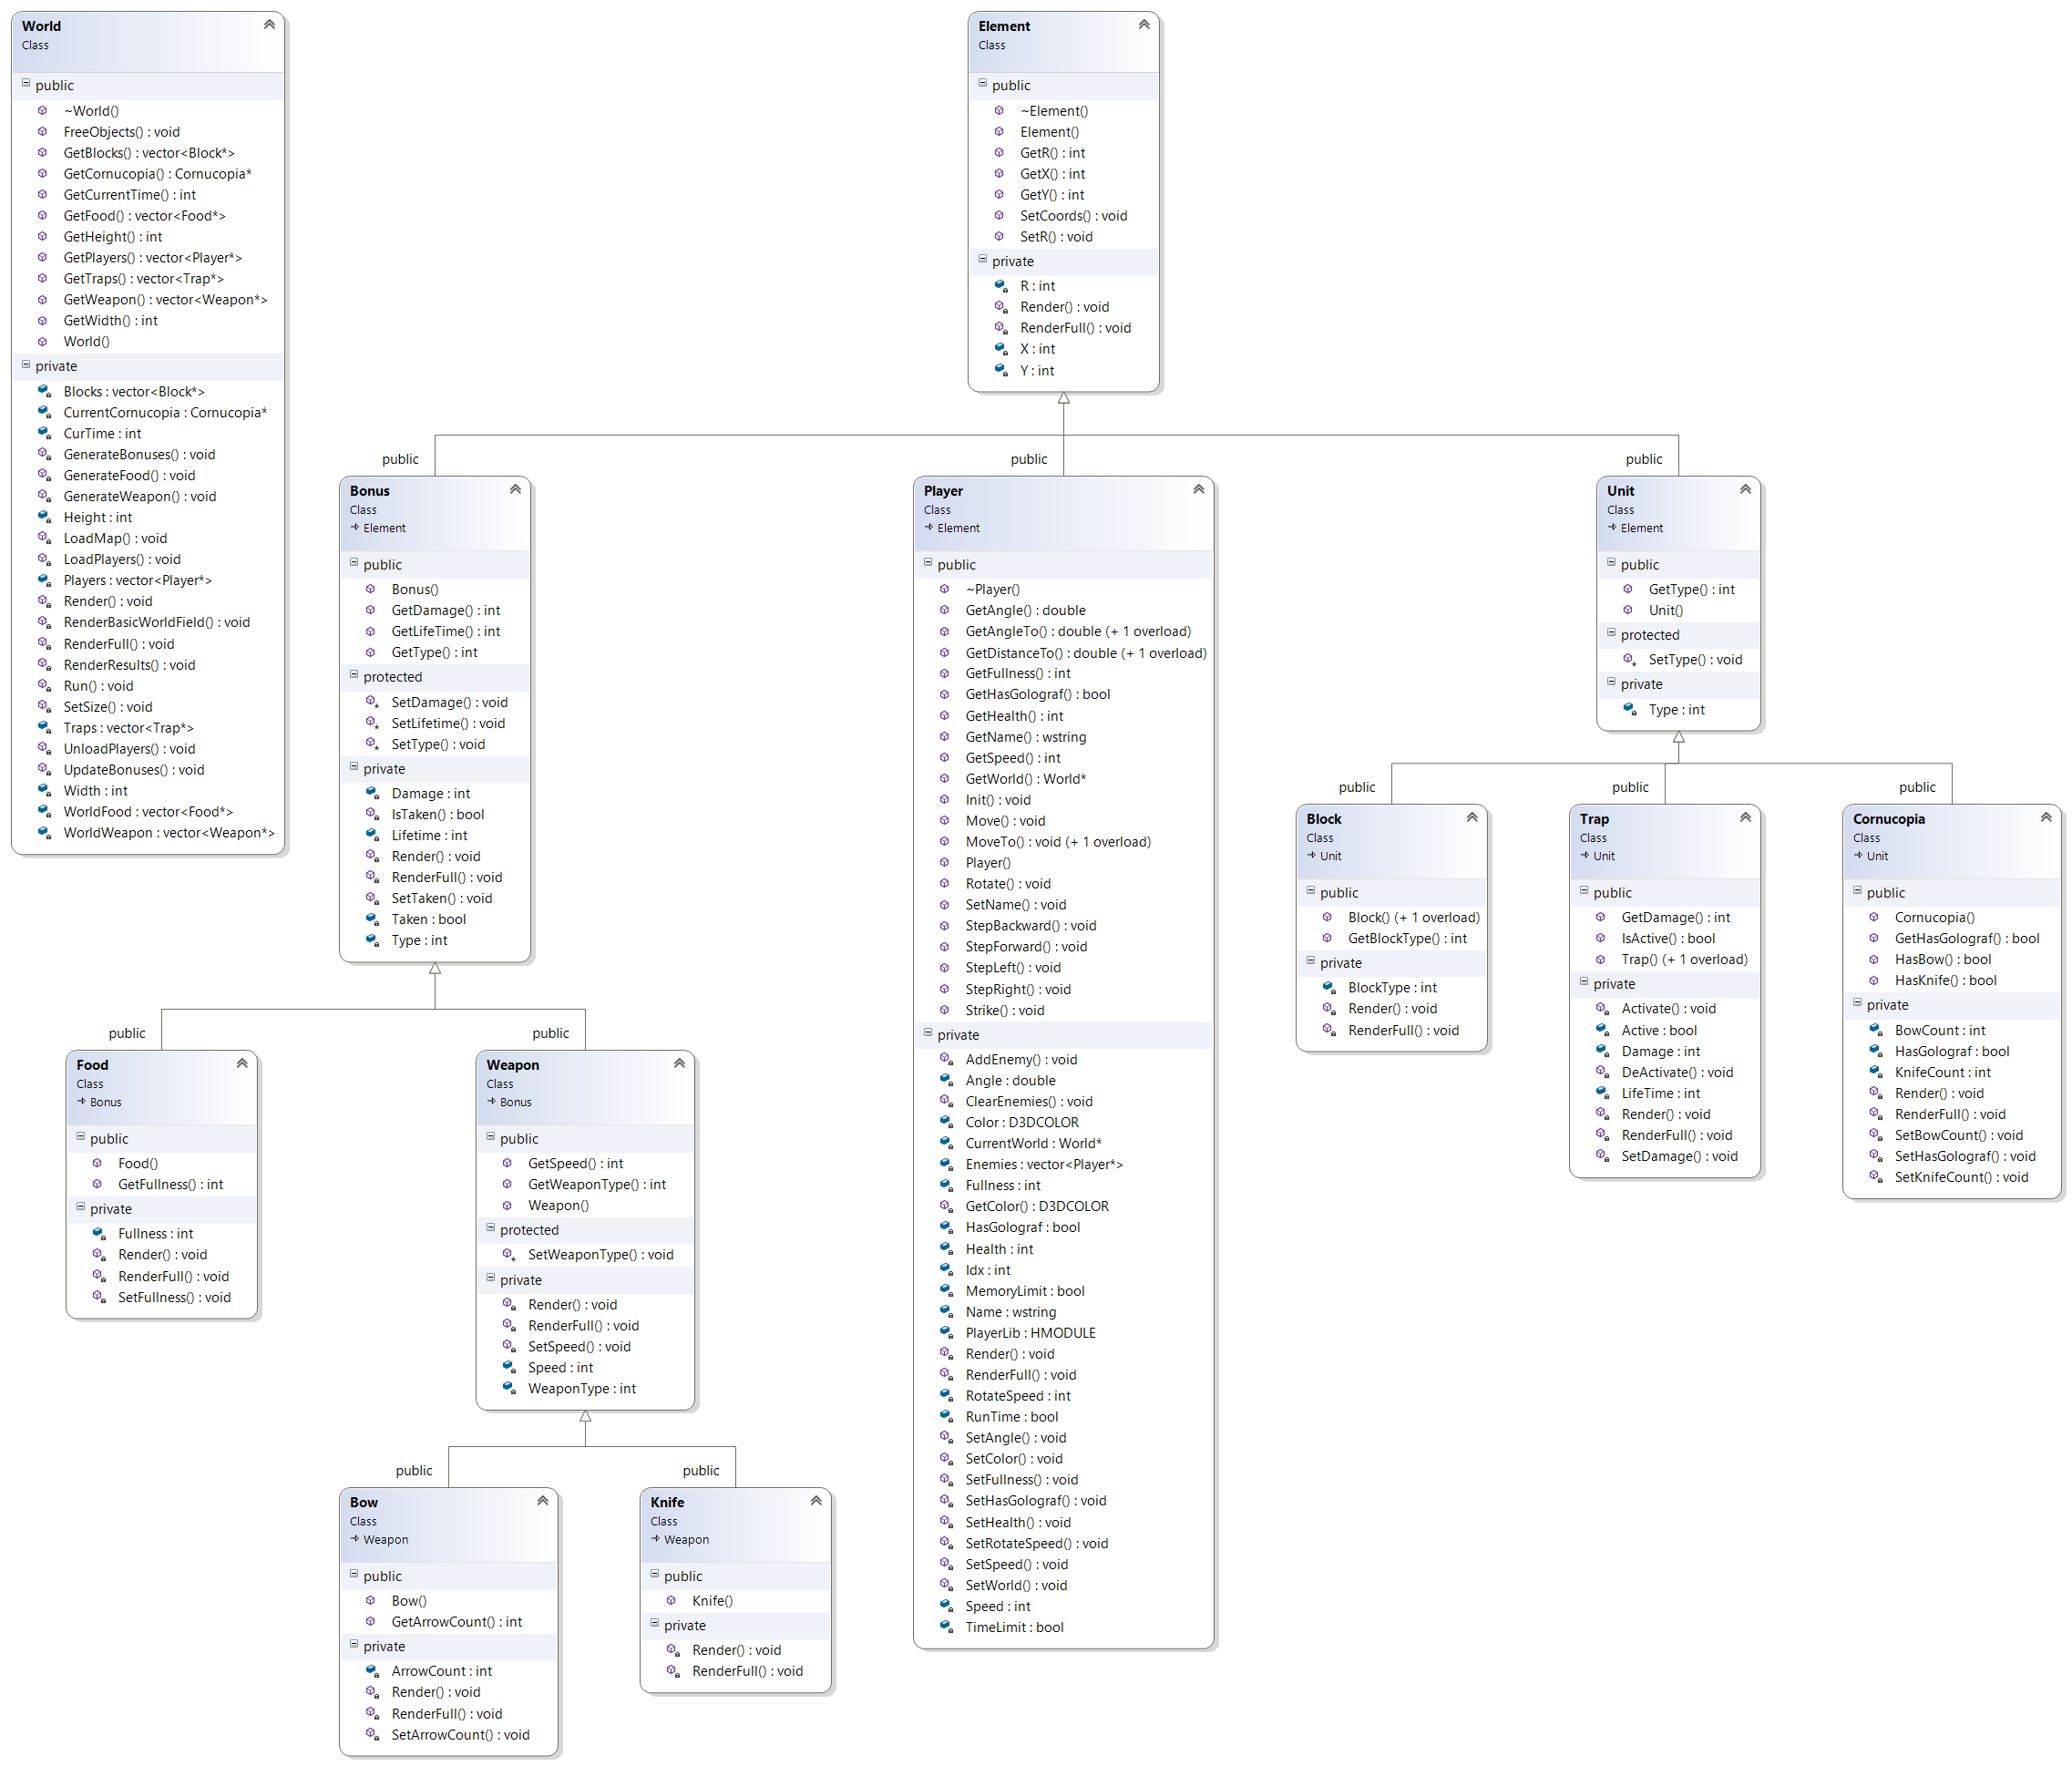 World
Class
public
~World()
FreeObjects() : void
GetBlocks() : vector<Block*>
GetCornucopia() : Cornucopia*
GetCurrentTime() : int
GetFood() : vector<Food*>
GetHeight() : int
GetPlayers() : vector<Player*>
GetTraps() : vector<Trap*>
GetWeapon() : vector<Weapon*>
GetWidth() : int
World()
private
Blocks : vector<Block*>
CurrentCornucopia : Cornucopia*
CurTime : int
GenerateBonuses() : void
GenerateFood() : void
GenerateWeapon() : void
Height : int
LoadMap() : void
LoadPlayers() : void
Players : vector<Player*>
Render() : void
RenderBasicWorldField() : void
RenderFull() : void
RenderResults() : void
Run() : void
SetSize() : void
Traps : vector<Trap*>
UnloadPlayers() : void
UpdateBonuses() : void
Width : int
WorldFood : vector<Food*>
WorldWeapon : vector<Weapon*>
Element
Class
public
~Element()
Element()
GetR() : int
GetX() : int
GetY() : int
SetCoords() : void
SetR() : void
private
R : int
Render() : void
RenderFull() : void
X : int
Y : int
public
public
public
Bonus
Class
Element
public
Bonus()
GetDamage() : int
GetLifeTime() : int
GetType() : int
protected
SetDamage() : void
SetLifetime() : void
SetType() : void
private
Damage : int
IsTaken() : bool
Lifetime : int
Render() : void
RenderFull() : void
SetTaken() : void
Taken : bool
Type : int
Player
Class
Element
public
~Player()
GetAngle() : double
GetAngleTo() : double (+ 1 overload)
GetDistanceTo() : double (+ 1 overload)
GetFullness() : int
GetHasGolograf() : bool
GetHealth() : int
GetName() : wstring
GetSpeed() : int
GetWorld() : World*
Init() : void
Move() : void
MoveTo() : void (+ 1 overload)
Player()
Rotate() : void
SetName() : void
StepBackward() : void
StepForward() : void
StepLeft() : void
StepRight() : void
Strike() : void
private
AddEnemy() : void
Angle : double
ClearEnemies() : void
Color : D3DCOLOR
CurrentWorld : World*
Enemies : vector<Player*>
Fullness : int
GetColor() : D3DCOLOR
HasGolograf : bool
Health : int
Idx : int
MemoryLimit : bool
Name : wstring
PlayerLib : HMODULE
Render() : void
RenderFull() : void
RotateSpeed : int
RunTime : bool
SetAngle() : void
SetColor() : void
SetFullness() : void
SetHasGolograf() : void
SetHealth() : void
SetRotateSpeed() : void
SetSpeed() : void
SetWorld() : void
Speed : int
TimeLimit : bool
Unit
Class
Element
public
GetType() : int
Unit()
protected
SetType() : void
private
Type : int
public
public
public
Block
Class
Unit
public
Block() (+ 1 overload)
GetBlockType() : int
private
BlockType : int
Render() : void
RenderFull() : void
Trap
Class
Unit
public
GetDamage() : int
IsActive() : bool
Trap() (+ 1 overload)
private
Activate() : void
Active : bool
Damage : int
DeActivate() : void
LifeTime : int
Render() : void
RenderFull() : void
SetDamage() : void
Cornucopia
Class
Unit
public
Cornucopia()
GetHasGolograf() : bool
HasBow() : bool
HasKnife() : bool
private
BowCount : int
HasGolograf : bool
KnifeCount : int
Render() : void
RenderFull() : void
SetBowCount() : void
SetHasGolograf() : void
SetKnifeCount() : void
public
public
Food
Class
Bonus
public
Food()
GetFullness() : int
private
Fullness : int
Render() : void
RenderFull() : void
SetFullness() : void
Weapon
Class
Bonus
public
GetSpeed() : int
GetWeaponType() : int
Weapon()
protected
SetWeaponType() : void
private
Render() : void
RenderFull() : void
SetSpeed() : void
Speed : int
WeaponType : int
public
public
Bow
Class
Weapon
public
Bow()
GetArrowCount() : int
private
ArrowCount : int
Render() : void
RenderFull() : void
SetArrowCount() : void
Knife
Class
Weapon
public
Knife()
private
Render() : void
RenderFull() : void